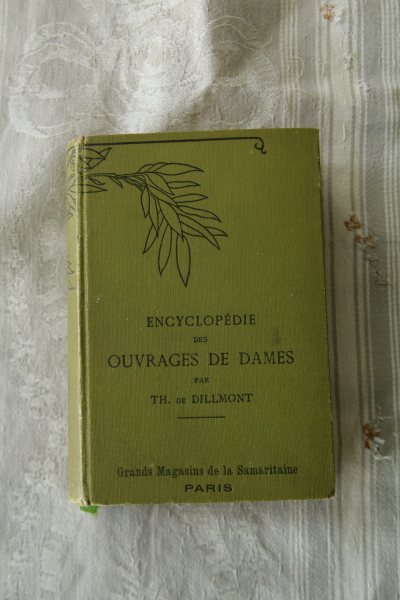 ENCYCLOPÉDIE
DES
OUVRAGES DE DAMES
PAR
TH. DE DILLMONT
Grands Magasins de la Samaritaine
PARIS